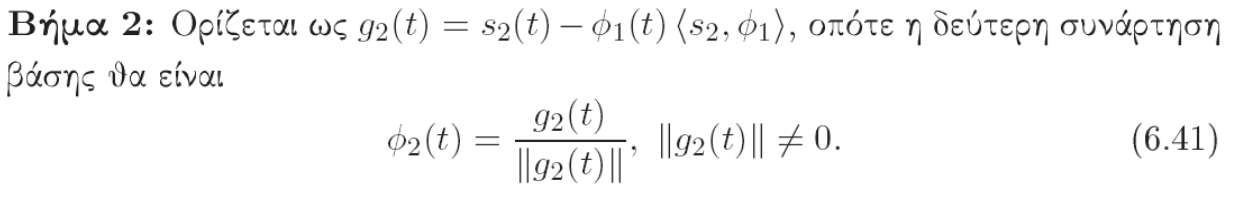 Βήμα 2: Ορίζεται ως g₂(t) = s₂(t) − ϕ₁(t) ⟨s₂, ϕ₁⟩, οπότε η δεύτερη συνάρτηση
βάσης θα είναι
ϕ₂(t) = g₂(t) / ‖g₂(t)‖, ‖g₂(t)‖ ≠ 0. (6.41)